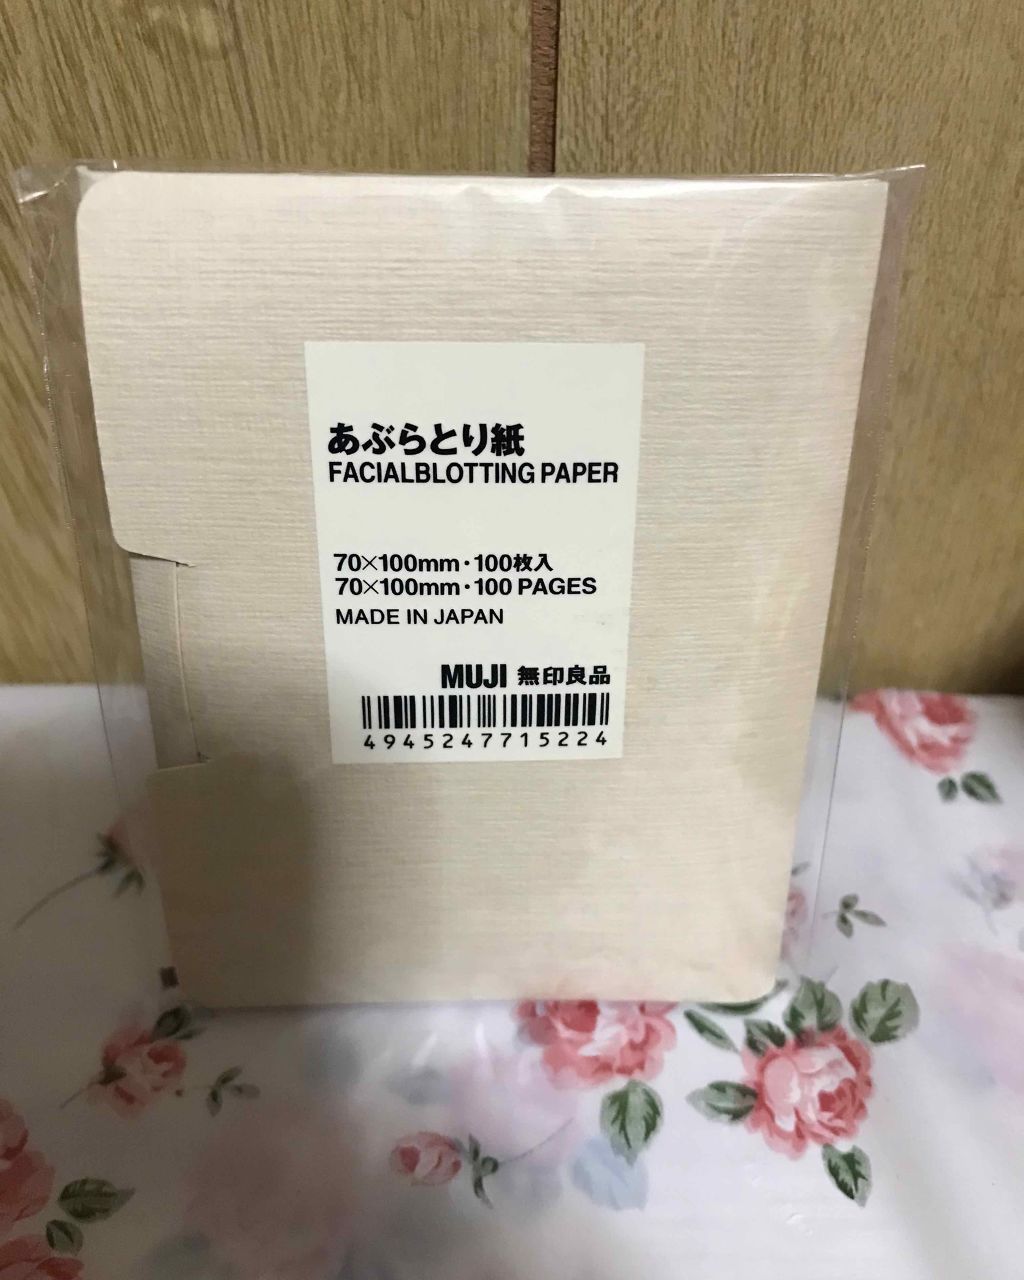 あぶらとり紙
FACIALBLOTTING PAPER
70×100mm・100枚入
70×100mm・100 PAGES
MADE IN JAPAN
MUJI 無印良品
4945247715224